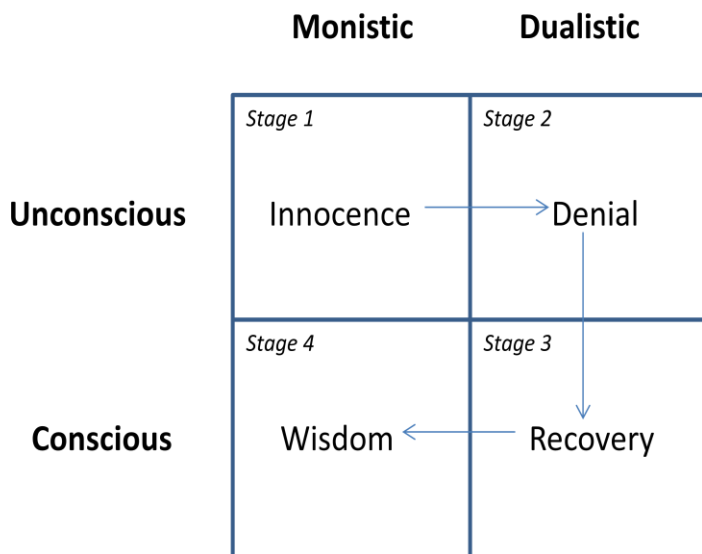 Monistic Dualistic
Stage 1 Stage 2
Unconscious Innocence Denial
Stage 4 Stage 3
Conscious Wisdom Recovery